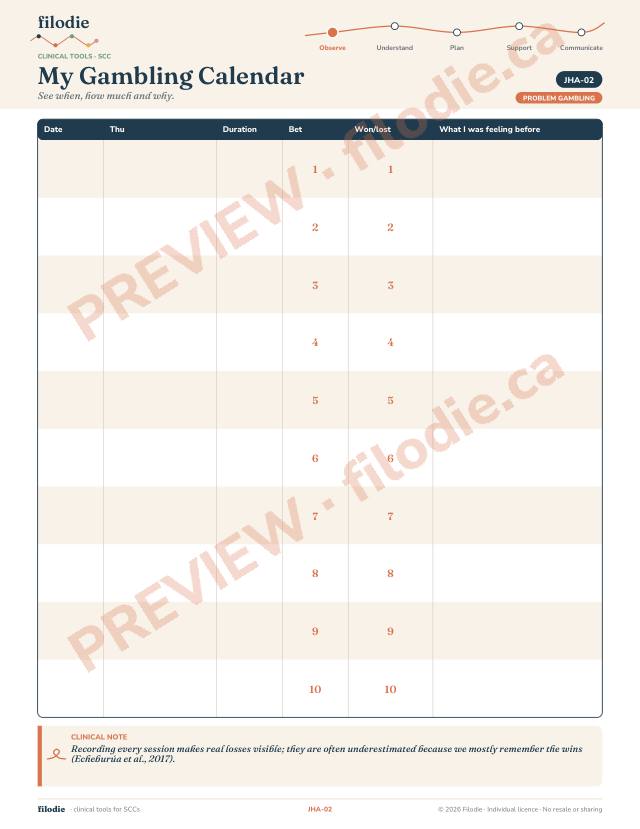 filodie
CLINICAL TOOLS · SCC
Observe Understand Plan Support Communicate
My Gambling Calendar
See when, how much and why.
JHA-02
PROBLEM GAMBLING
Date Thu Duration Bet Won/lost What I was feeling before
1 1
2 2
3 3
4 4
5 5
6 6
7 7
8 8
9 9
10 10
PREVIEW · filodie.ca
PREVIEW · filodie.ca
CLINICAL NOTE
Recording every session makes real losses visible; they are often underestimated because we mostly remember the wins
(Echeburúa et al., 2017).
filodie · clinical tools for SCCs JHA-02 © 2026 Filodie · Individual licence · No resale or sharing